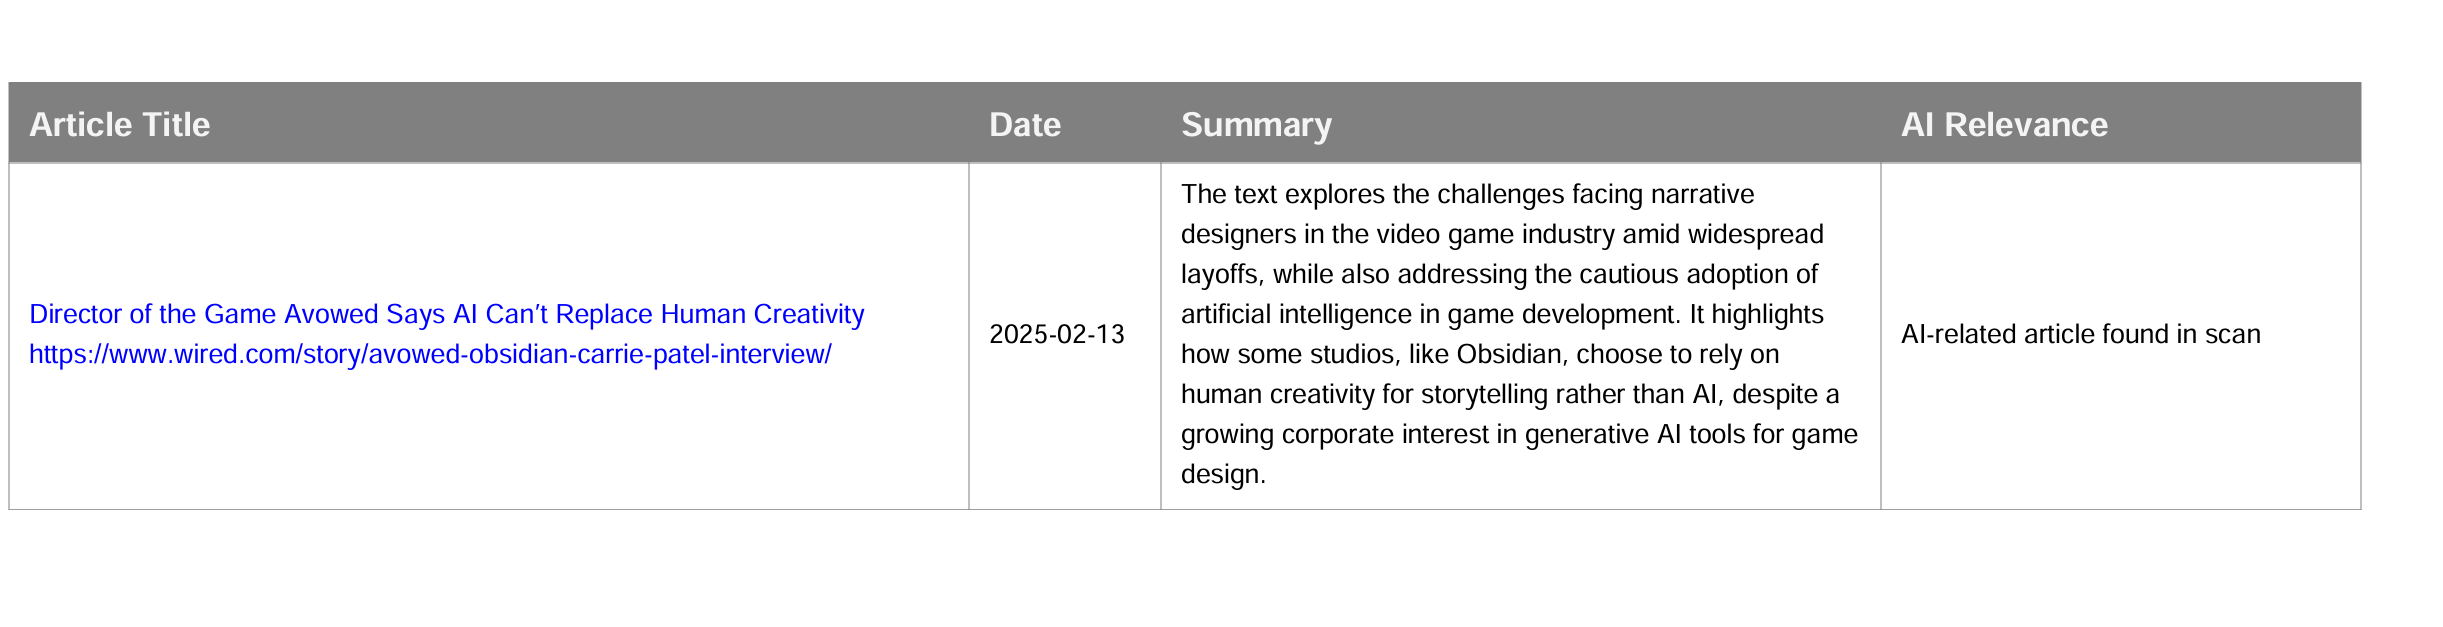 Article Title
Date
Summary
AI Relevance
Director of the Game Avowed Says AI Can't Replace Human Creativity
https://www.wired.com/story/avowed-obsidian-carrie-patel-interview/
2025-02-13
The text explores the challenges facing narrative
designers in the video game industry amid widespread
layoffs, while also addressing the cautious adoption of
artificial intelligence in game development. It highlights
how some studios, like Obsidian, choose to rely on
human creativity for storytelling rather than AI, despite a
growing corporate interest in generative AI tools for game
design.
AI-related article found in scan